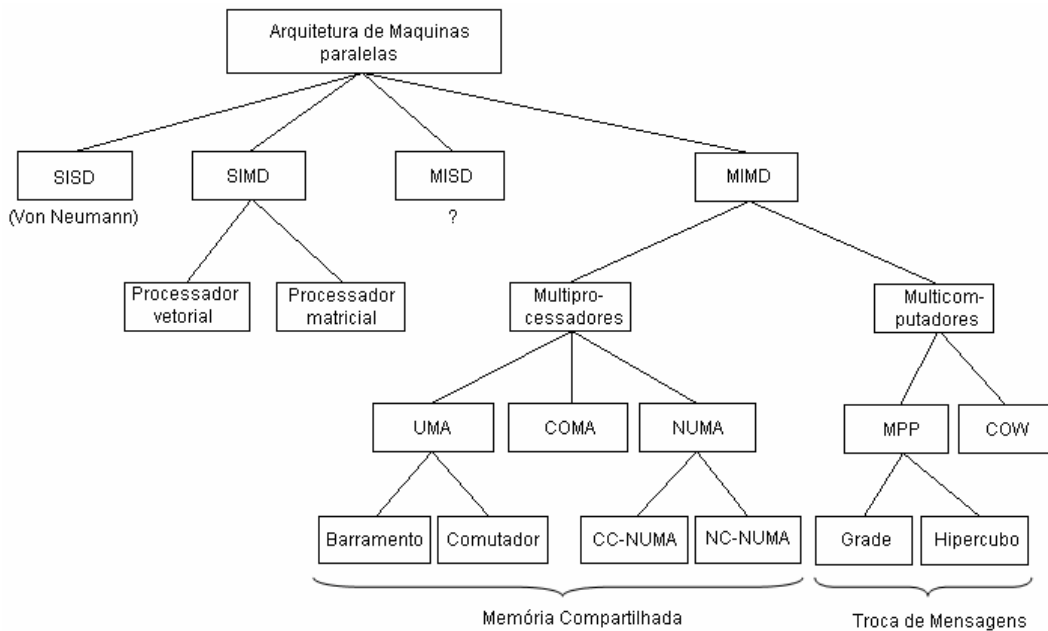 Arquitetura de Maquinas
paralelas
SISD
SIMD
MISD
MIMD
(Von Neumann)
?
Processador
vetorial
Processador
matricial
Multipro-
cessadores
Multicom-
putadores
UMA
COMA
NUMA
MPP
COW
Barramento
Comutador
CC-NUMA
NC-NUMA
Grade
Hipercubo
Memória Compartilhada
Troca de Mensagens